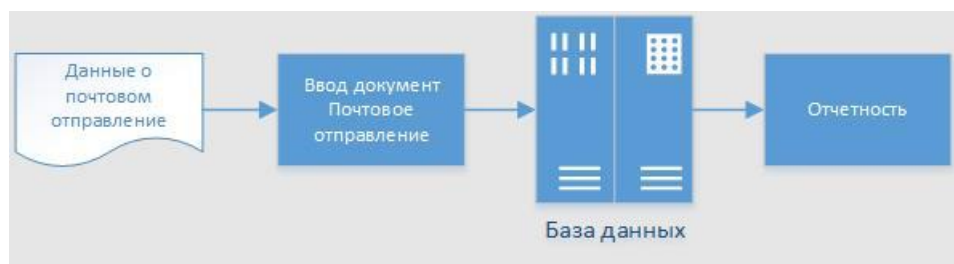 Данные о
почтовом
отправление
Ввод документ
Почтовое
отправление
База данных
Отчетность